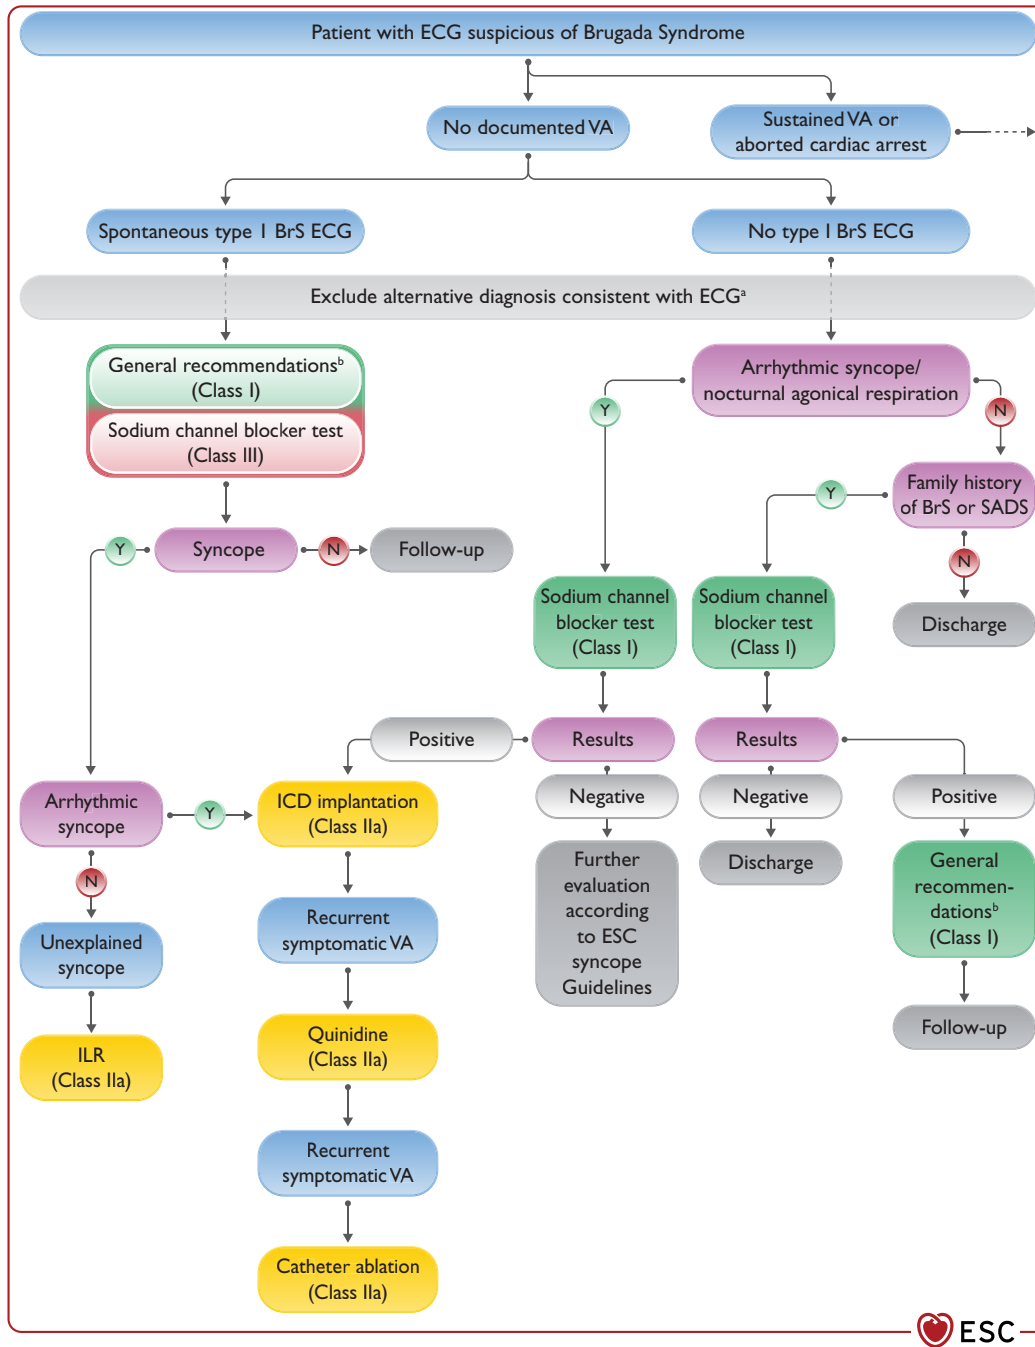 Patient with ECG suspicious of Brugada Syndrome
No documented VA
Sustained VA or
aborted cardiac arrest
Spontaneous type 1 BrS ECG
No type I BrS ECG
Exclude alternative diagnosis consistent with ECGa
General recommendationsb
(Class I)
Sodium channel blocker test
(Class III)
Arrhythmic syncope/
nocturnal agonical respiration
Y
N
Family history
of BrS or SADS
Y
N
Discharge
Syncope
Y
N
Follow-up
Sodium channel
blocker test
(Class I)
Sodium channel
blocker test
(Class I)
Positive
Results
Results
Negative
Negative
Positive
Arrhythmic
syncope
Y
N
ICD implantation
(Class IIa)
Further
evaluation
according
to ESC
syncope
Guidelines
Discharge
General
recommen-
dationsb
(Class I)
Follow-up
Unexplained
syncope
ILR
(Class IIa)
Recurrent
symptomatic VA
Quinidine
(Class IIa)
Recurrent
symptomatic VA
Catheter ablation
(Class IIa)
ESC